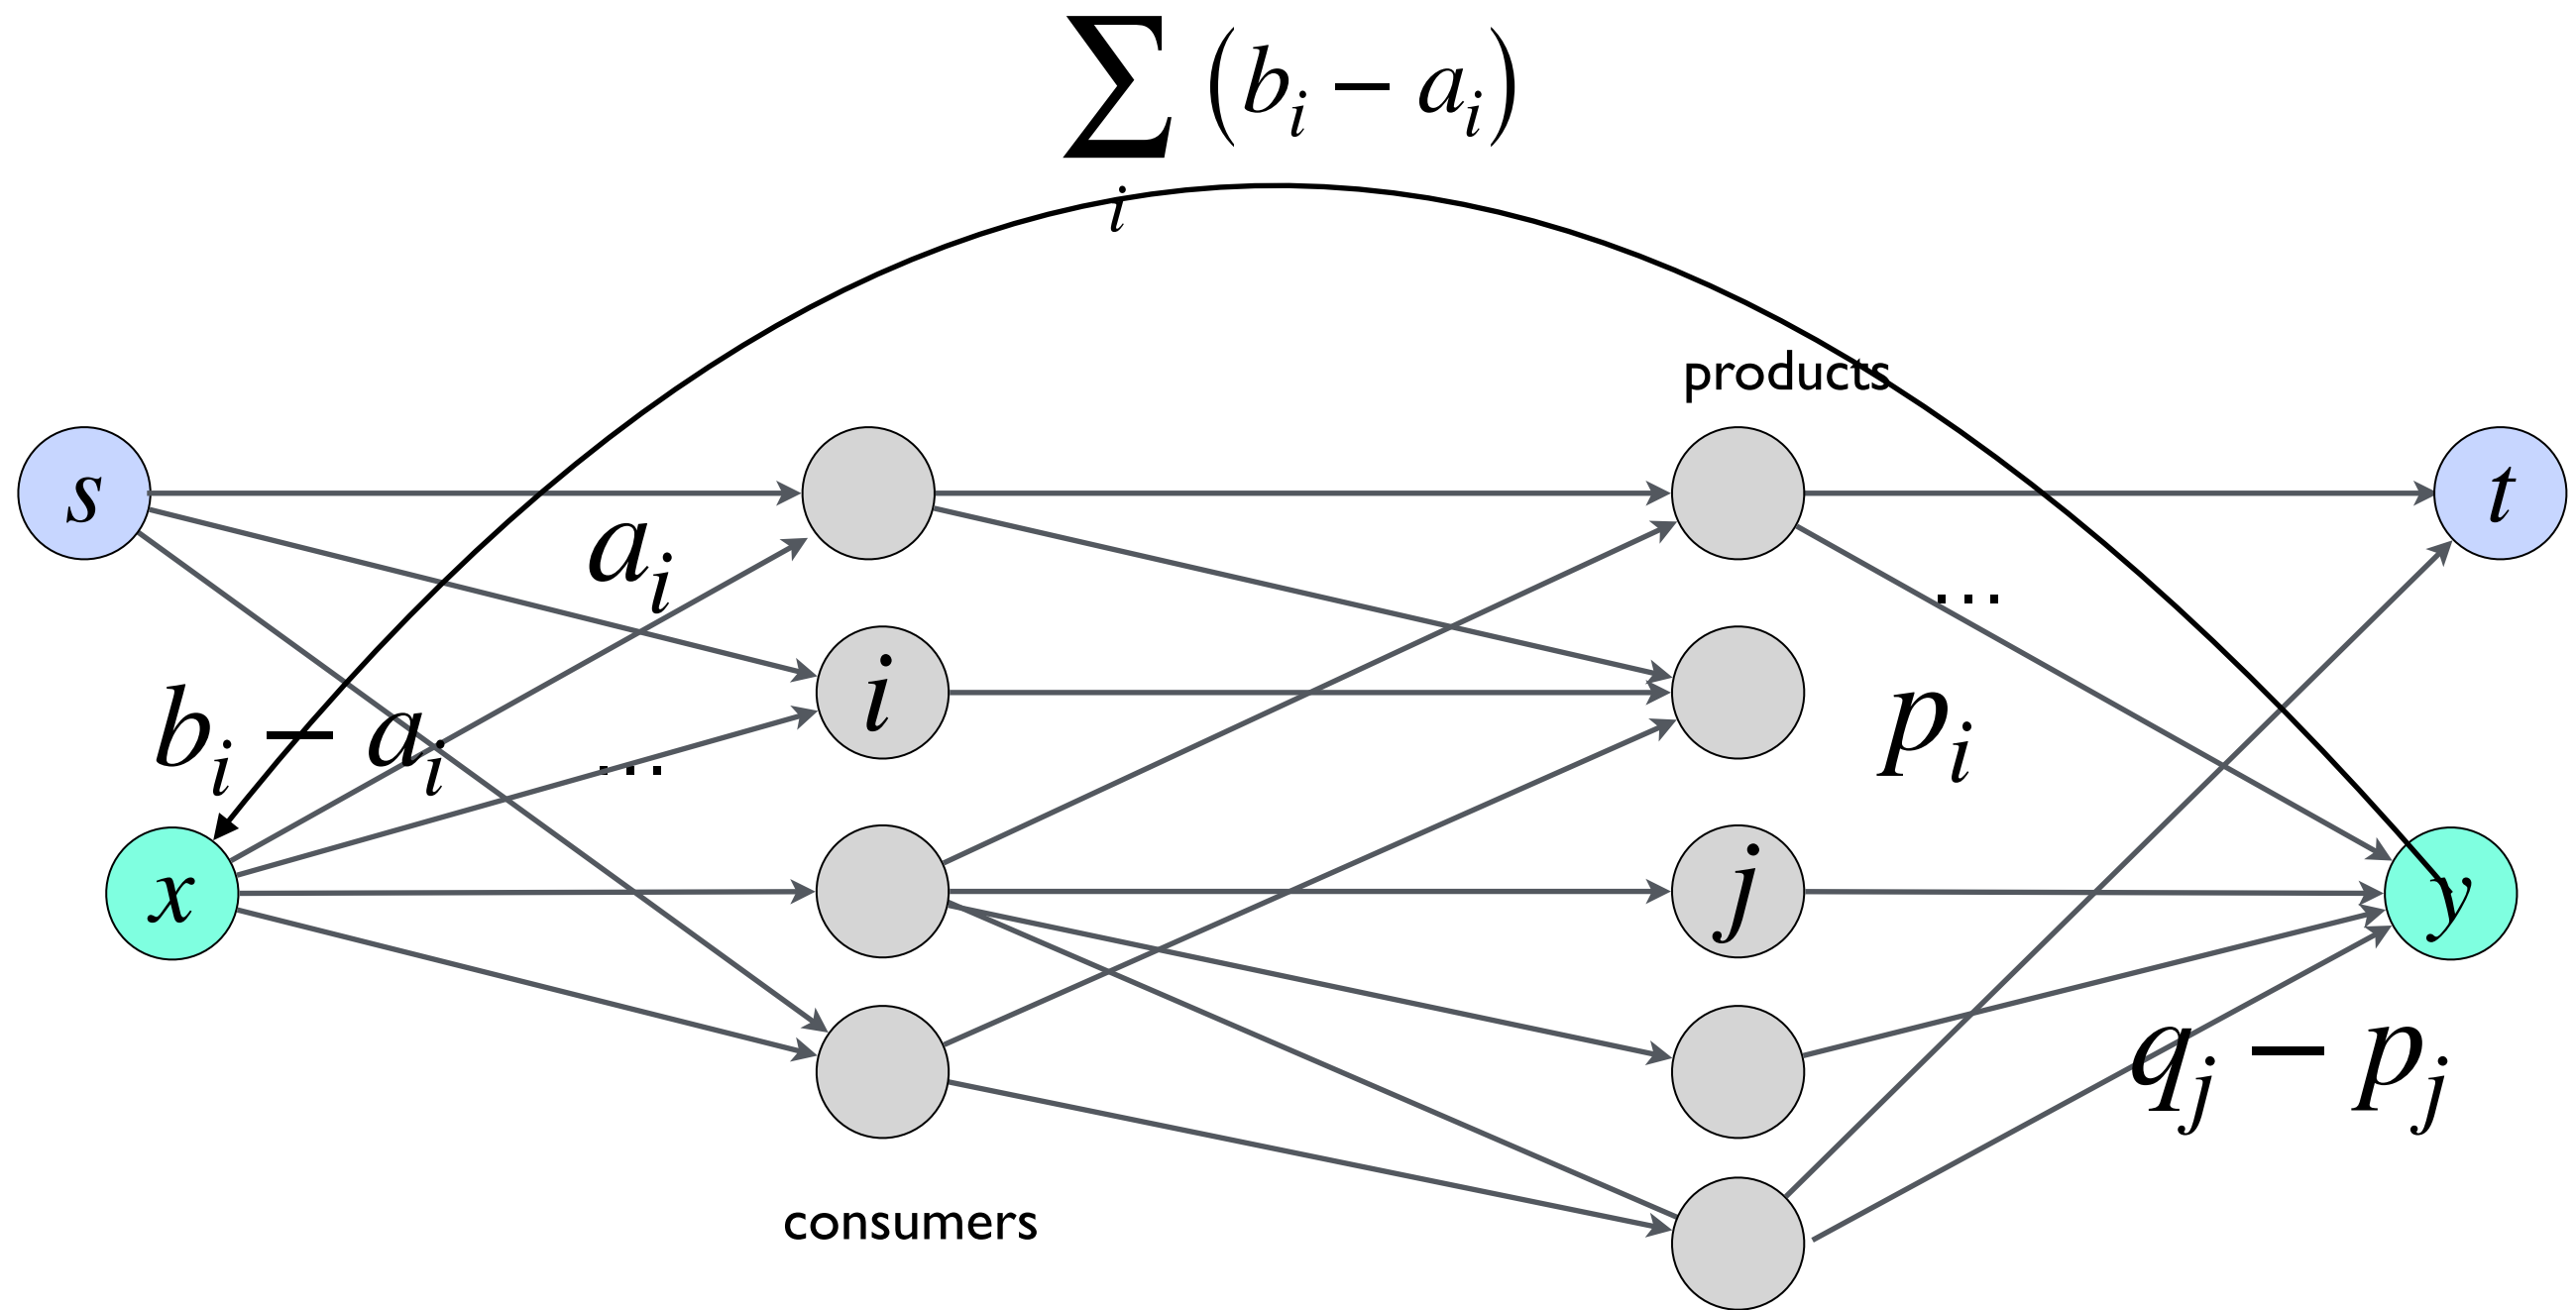 ∑ᵢ (bᵢ − aᵢ)
products
s
t
aᵢ
...
i
bᵢ − aᵢ
pᵢ
...
x
j
y
qⱼ − pⱼ
consumers